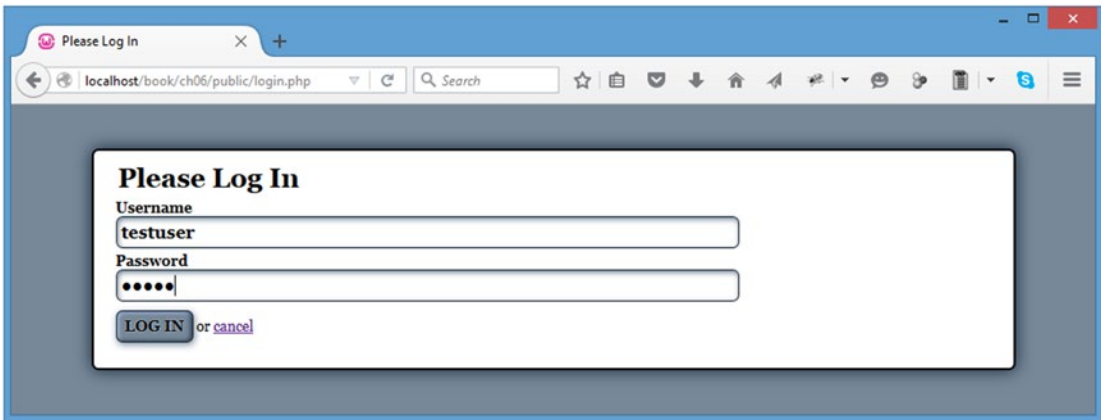 Please Log In
localhost/book/ch06/public/login.php
Search
Please Log In
Username
testuser
Password
•••••
LOG IN or cancel